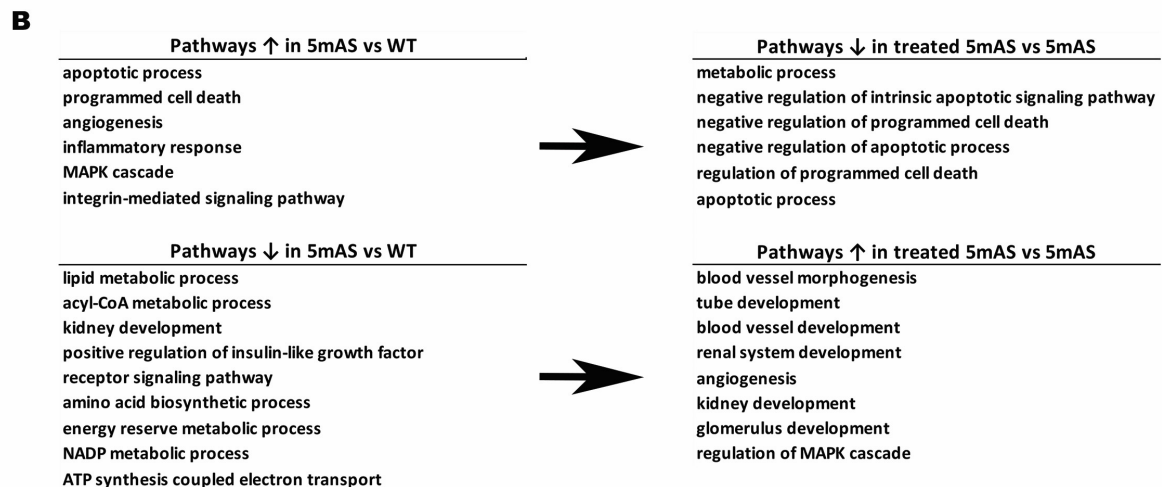 B
Pathways ↑ in 5mAS vs WT
apoptotic process
programmed cell death
angiogenesis
inflammatory response
MAPK cascade
integrin-mediated signaling pathway
Pathways ↓ in treated 5mAS vs 5mAS
metabolic process
negative regulation of intrinsic apoptotic signaling pathway
negative regulation of programmed cell death
negative regulation of apoptotic process
regulation of programmed cell death
apoptotic process
Pathways ↓ in 5mAS vs WT
lipid metabolic process
acyl-CoA metabolic process
kidney development
positive regulation of insulin-like growth factor
receptor signaling pathway
amino acid biosynthetic process
energy reserve metabolic process
NADP metabolic process
ATP synthesis coupled electron transport
Pathways ↑ in treated 5mAS vs 5mAS
blood vessel morphogenesis
tube development
blood vessel development
renal system development
angiogenesis
kidney development
glomerulus development
regulation of MAPK cascade